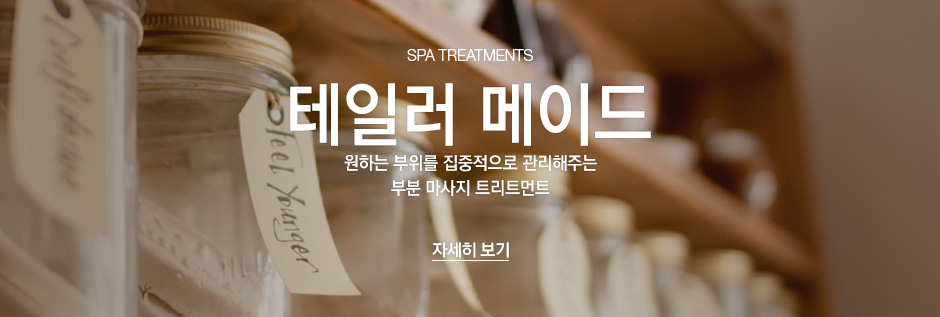 SPA TREATMENTS
테일러 메이드
원하는 부위를 집중적으로 관리해주는
부분 마사지 트리트먼트
자세히 보기
Confidence
Feel Younger